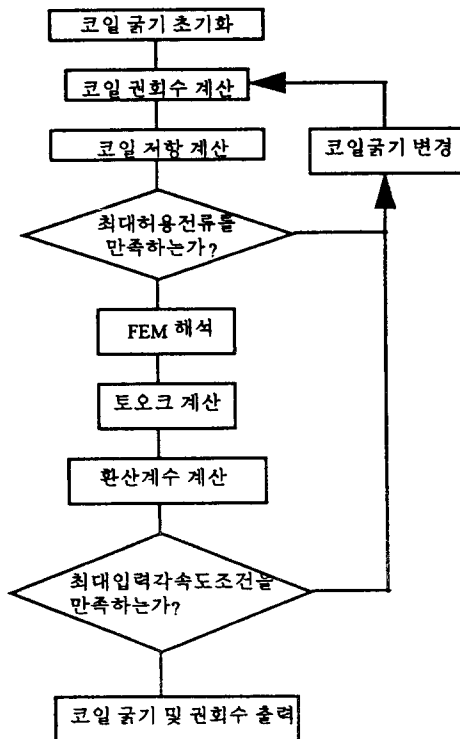 코일 굵기 초기화
코일 권회수 계산
코일 저항 계산
코일굵기 변경
최대허용전류를
만족하는가?
FEM 해석
토오크 계산
환산계수 계산
최대입력각속도조건을
만족하는가?
코일 굵기 및 권회수 출력